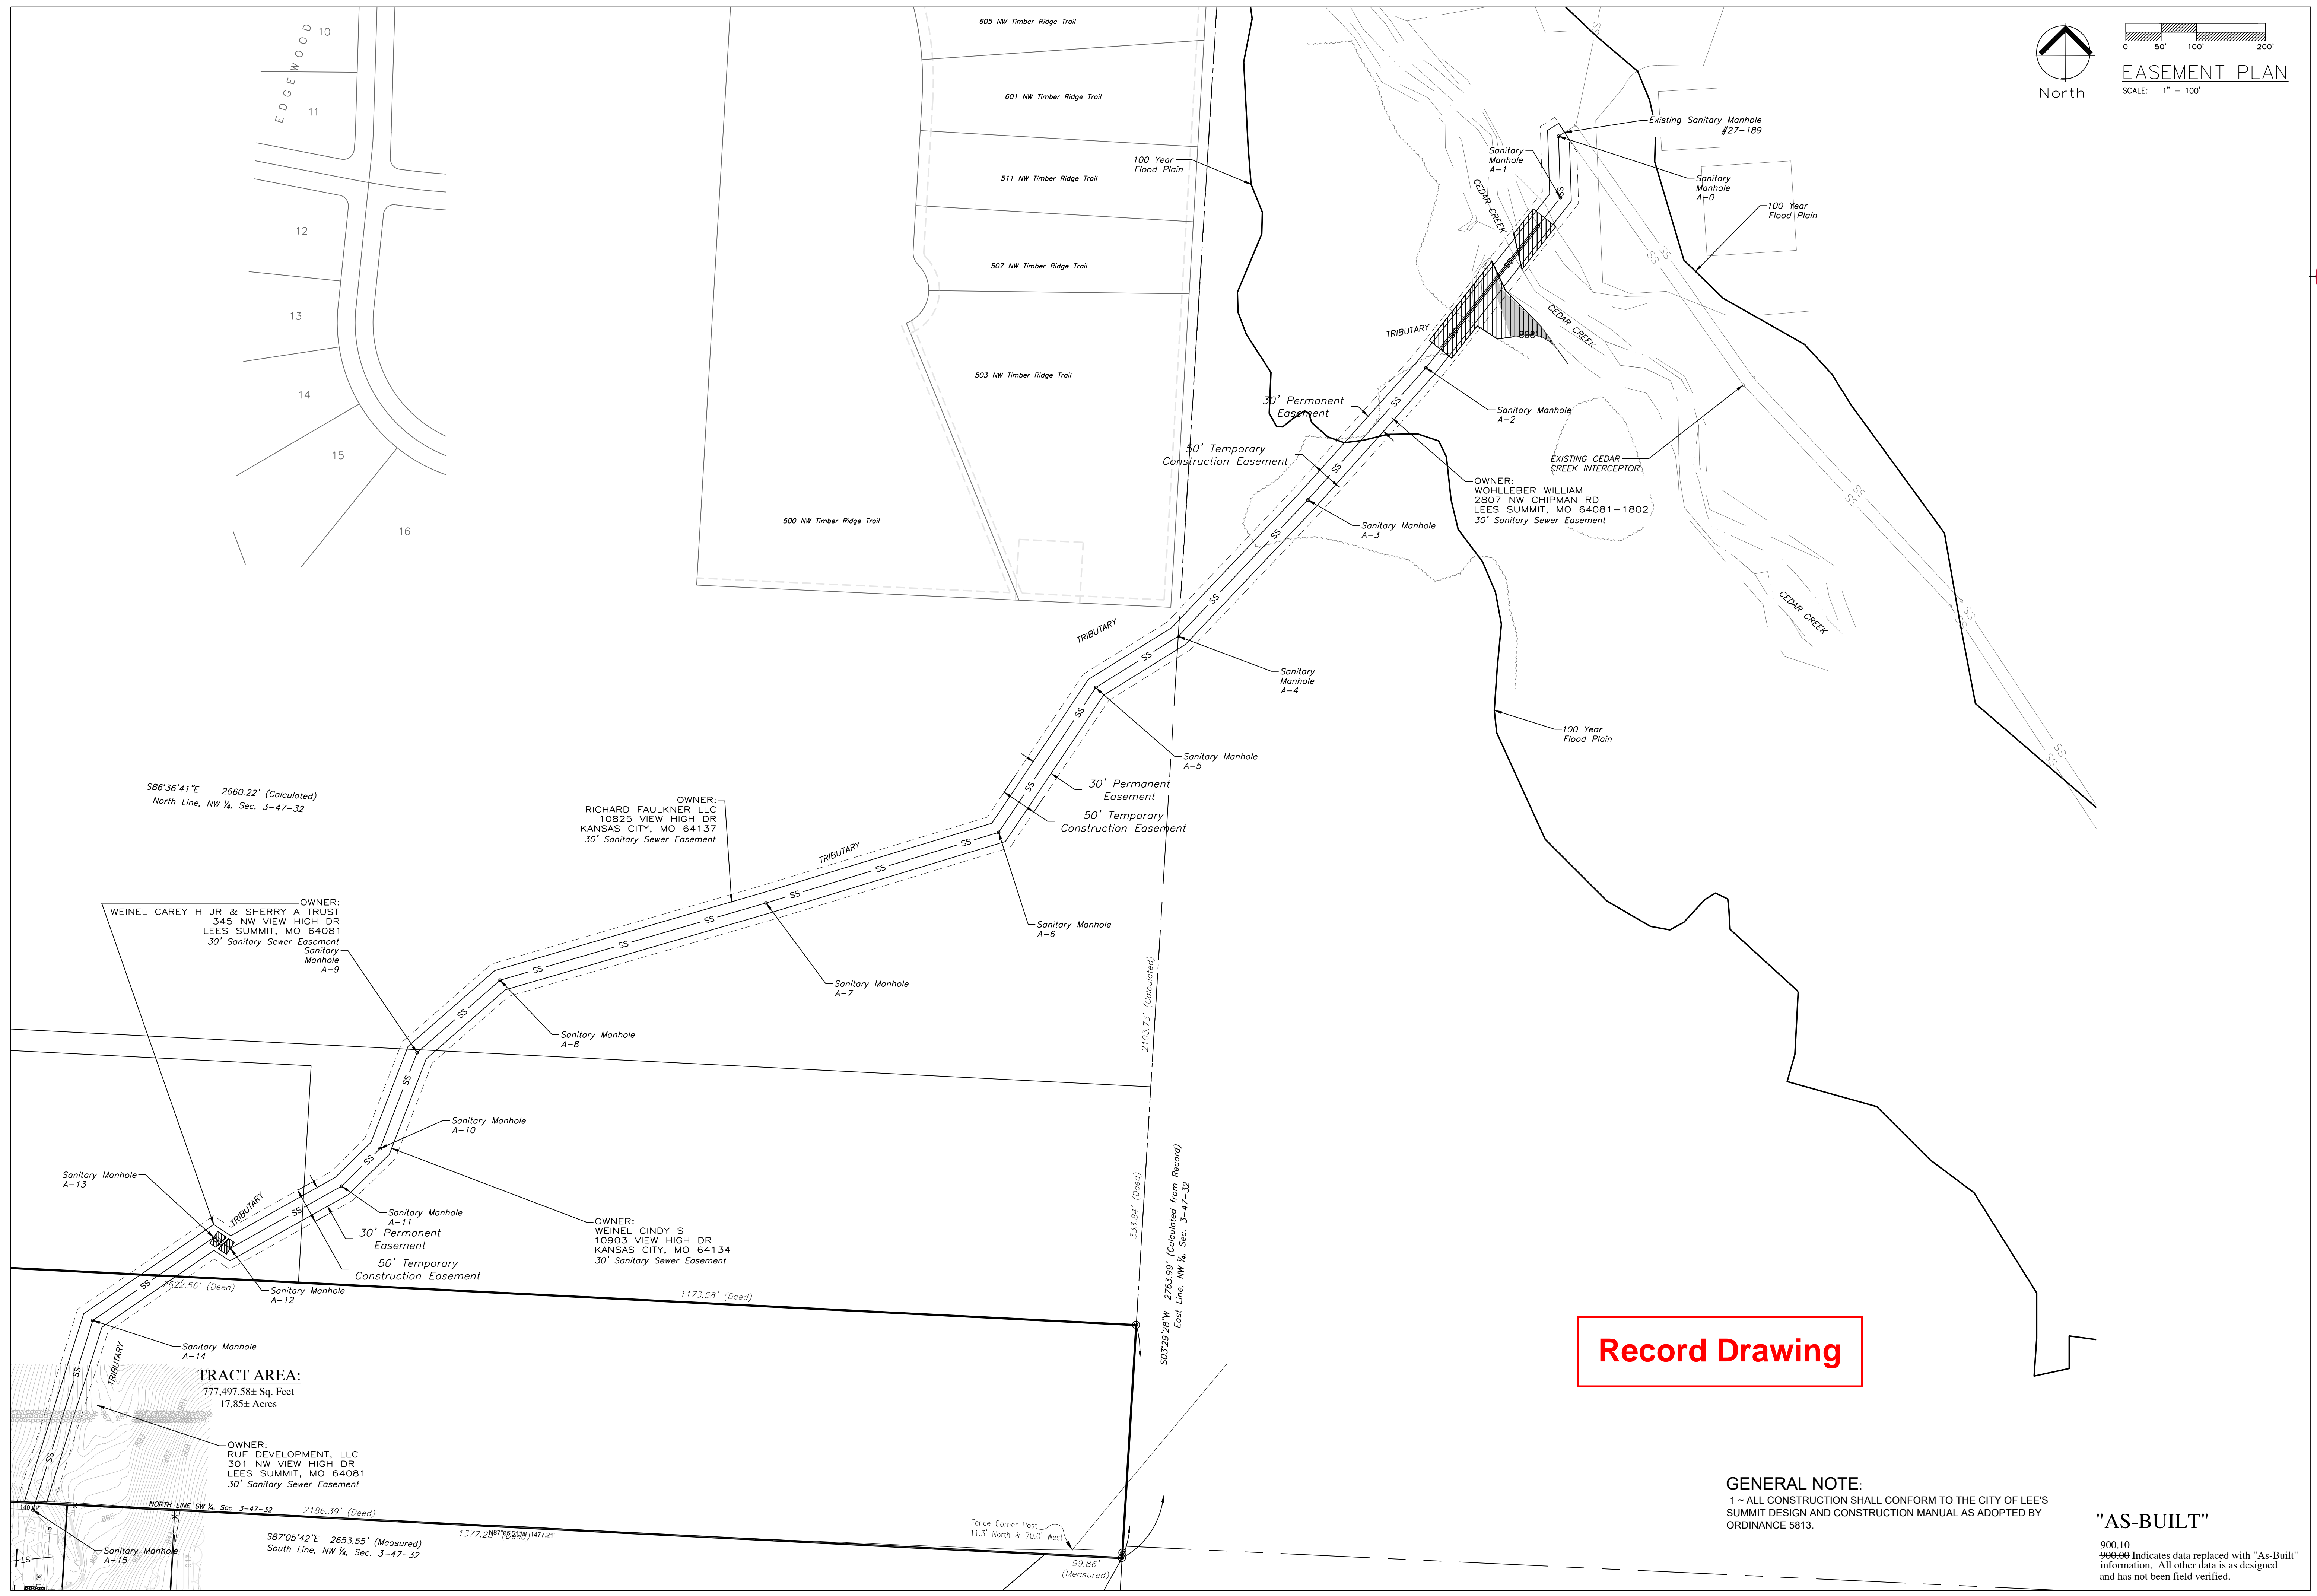 EDGEWOOD
10
11
12
13
14
15
16
605 NW Timber Ridge Trail
601 NW Timber Ridge Trail
511 NW Timber Ridge Trail
507 NW Timber Ridge Trail
503 NW Timber Ridge Trail
500 NW Timber Ridge Trail
100 Year
Flood Plain
North
0 50' 100' 200'
EASEMENT PLAN
SCALE: 1" = 100'
Existing Sanitary Manhole
#27-189
Sanitary
Manhole
A-1
Sanitary
Manhole
A-0
100 Year
Flood Plain
CEDAR CREEK
CEDAR CREEK
CEDAR CREEK
TRIBUTARY
908'
30' Permanent
Easement
Sanitary Manhole
A-2
50' Temporary
Construction Easement
EXISTING CEDAR
CREEK INTERCEPTOR
OWNER:
WOHLLEBER WILLIAM
2807 NW CHIPMAN RD
LEES SUMMIT, MO 64081-1802
30' Sanitary Sewer Easement
Sanitary Manhole
A-3
TRIBUTARY
Sanitary
Manhole
A-4
Sanitary Manhole
A-5
100 Year
Flood Plain
30' Permanent
Easement
50' Temporary
Construction Easement
S86°36'41"E 2660.22' (Calculated)
North Line, NW ¼, Sec. 3-47-32
OWNER:
RICHARD FAULKNER LLC
10825 VIEW HIGH DR
KANSAS CITY, MO 64137
30' Sanitary Sewer Easement
TRIBUTARY
OWNER:
WEINEL CAREY H JR & SHERRY A TRUST
345 NW VIEW HIGH DR
LEES SUMMIT, MO 64081
30' Sanitary Sewer Easement
Sanitary
Manhole
A-9
Sanitary Manhole
A-6
Sanitary Manhole
A-7
Sanitary Manhole
A-8
2103.73' (Calculated)
Sanitary Manhole
A-10
Sanitary Manhole
A-13
TRIBUTARY
Sanitary Manhole
A-11
30' Permanent
Easement
50' Temporary
Construction Easement
OWNER:
WEINEL CINDY S
10903 VIEW HIGH DR
KANSAS CITY, MO 64134
30' Sanitary Sewer Easement
333.84' (Deed)
S03°29'28"W 2763.99' (Calculated from Record)
East Line, NW ¼, Sec. 3-47-32
2622.56' (Deed)
Sanitary Manhole
A-12
1173.58' (Deed)
Sanitary Manhole
A-14
TRIBUTARY
TRACT AREA:
777,497.58± Sq. Feet
17.85± Acres
Record Drawing
OWNER:
RUF DEVELOPMENT, LLC
301 NW VIEW HIGH DR
LEES SUMMIT, MO 64081
30' Sanitary Sewer Easement
NORTH LINE SW ¼, Sec. 3-47-32
2186.39' (Deed)
S87°05'42"E 2653.55' (Measured)
South Line, NW ¼, Sec. 3-47-32
Fence Corner Post
11.3' North & 70.0' West
99.86'
(Measured)
Sanitary Manhole
A-15
GENERAL NOTE:
1 ~ ALL CONSTRUCTION SHALL CONFORM TO THE CITY OF LEE'S
SUMMIT DESIGN AND CONSTRUCTION MANUAL AS ADOPTED BY
ORDINANCE 5813.
"AS-BUILT"
900.10
900.00 Indicates data replaced with "As-Built"
information. All other data is as designed
and has not been field verified.